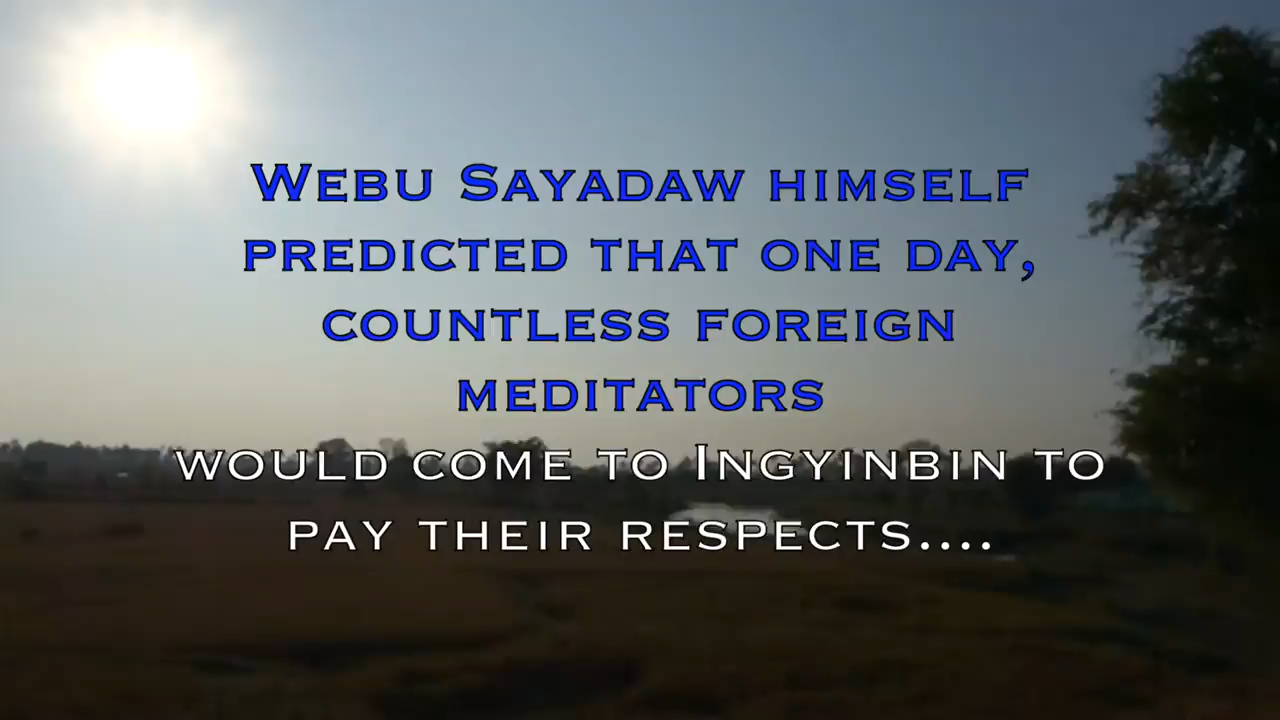 Webu Sayadaw himself
predicted that one day,
countless foreign
meditators
would come to Ingyinbin to
pay their respects....